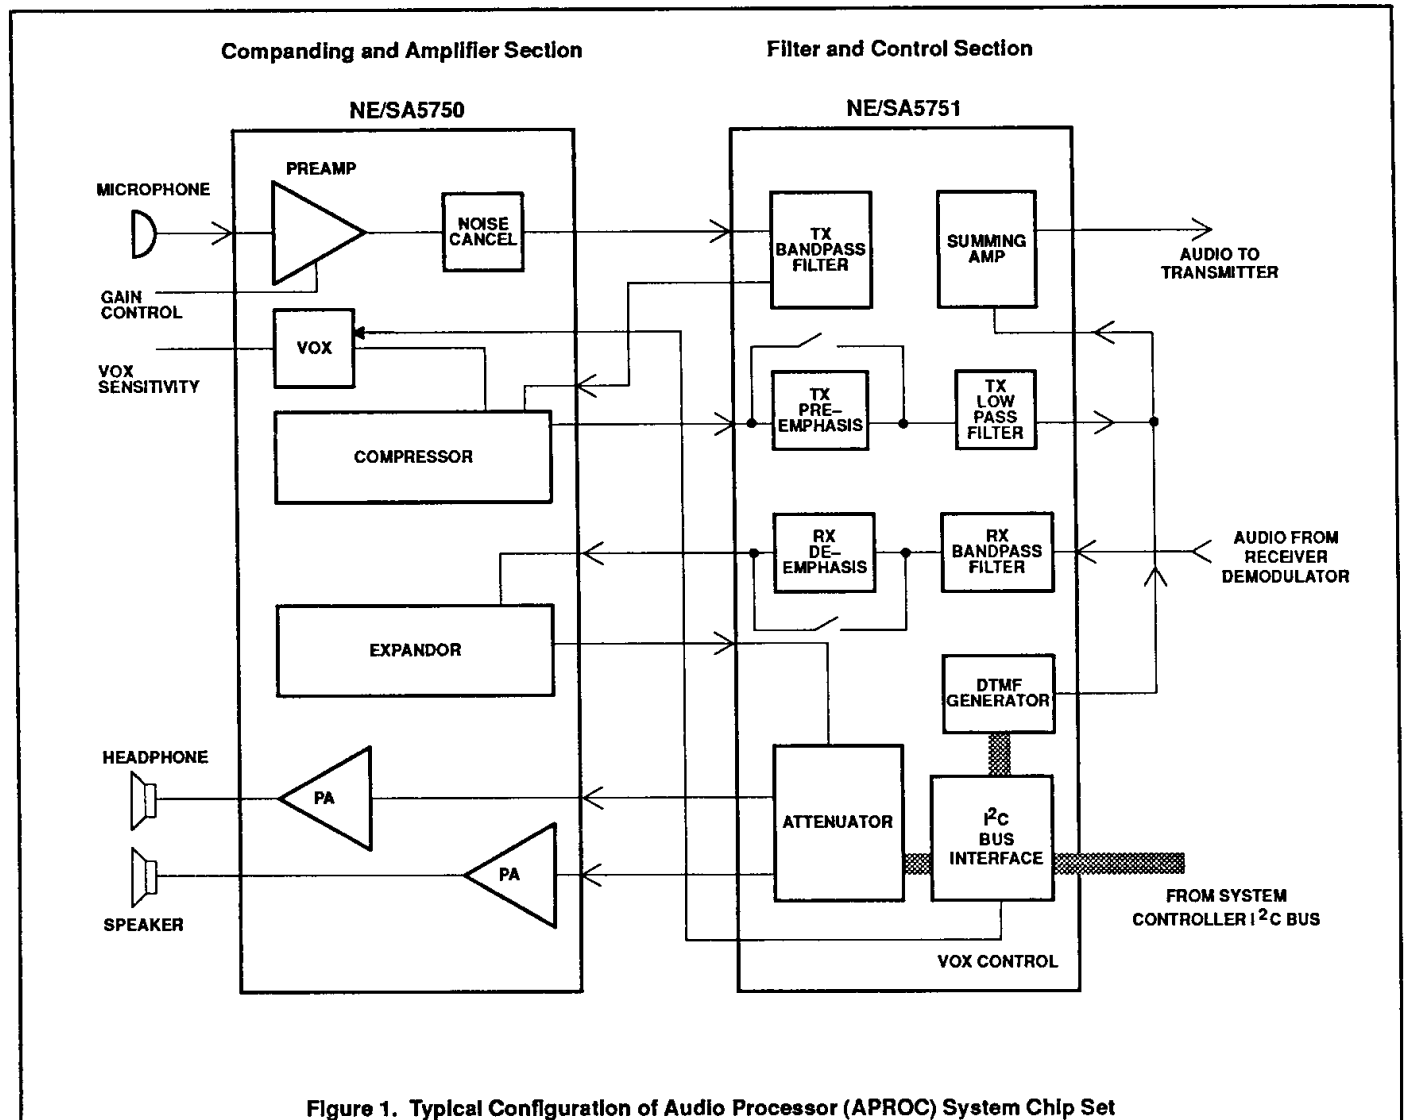 Companding and Amplifier Section
Filter and Control Section
NE/SA5750
NE/SA5751
PREAMP
MICROPHONE
NOISE
CANCEL
GAIN
CONTROL
VOX
VOX
SENSITIVITY
COMPRESSOR
EXPANDOR
HEADPHONE
PA
PA
SPEAKER
TX
BANDPASS
FILTER
SUMMING
AMP
AUDIO TO
TRANSMITTER
TX
PRE–
EMPHASIS
TX
LOW
PASS
FILTER
RX
DE–
EMPHASIS
RX
BANDPASS
FILTER
AUDIO FROM
RECEIVER
DEMODULATOR
DTMF
GENERATOR
ATTENUATOR
I²C
BUS
INTERFACE
FROM SYSTEM
CONTROLLER I²C BUS
VOX CONTROL
Figure 1. Typical Configuration of Audio Processor (APROC) System Chip Set